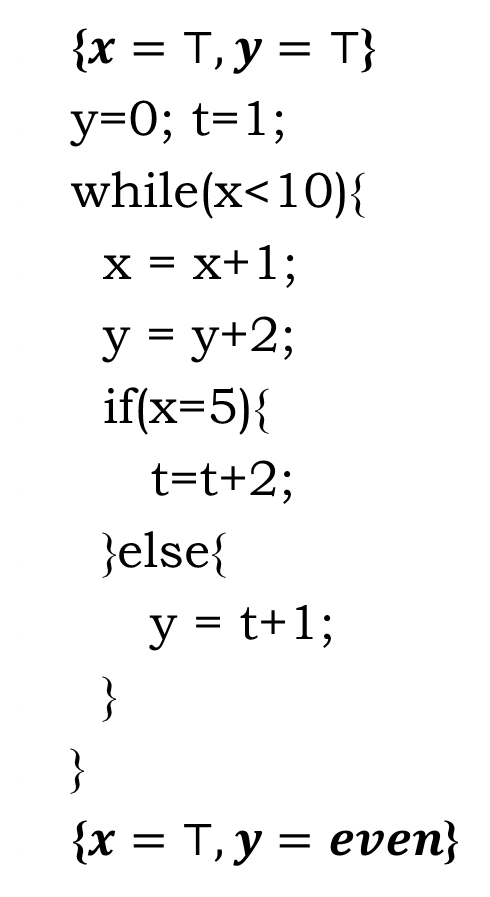 {x = ⊤, y = ⊤}
y=0; t=1;
while(x<10){
x = x+1;
y = y+2;
if(x=5){
t=t+2;
}else{
y = t+1;
}
}
{x = ⊤, y = even}